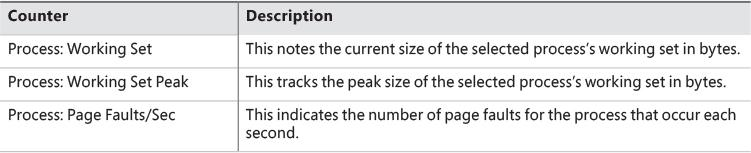 Counter Description
Process: Working Set This notes the current size of the selected process’s working set in bytes.
Process: Working Set Peak This tracks the peak size of the selected process’s working set in bytes.
Process: Page Faults/Sec This indicates the number of page faults for the process that occur each
second.